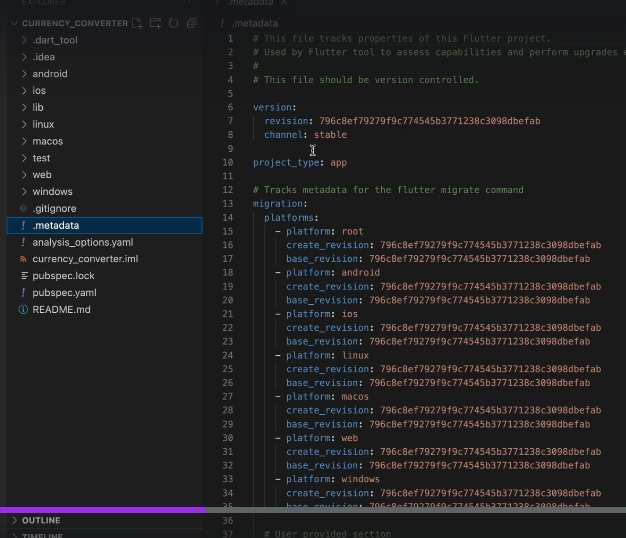 EXPLORER
CURRENCY_CONVERTER
.dart_tool
.idea
android
ios
lib
linux
macos
test
web
windows
.gitignore
.metadata
analysis_options.yaml
currency_converter.iml
pubspec.lock
pubspec.yaml
README.md
OUTLINE
TIMELINE
.metadata
.metadata
1 # This file tracks properties of this Flutter project.
2 # Used by Flutter tool to assess capabilities and perform upgrades
3 #
4 # This file should be version controlled.
5
6 version:
7 revision: 796c8ef79279f9c774545b3771238c3098dbefab
8 channel: stable
9
10 project_type: app
11
12 # Tracks metadata for the flutter migrate command
13 migration:
14 platforms:
15 - platform: root
16 create_revision: 796c8ef79279f9c774545b3771238c3098dbefab
17 base_revision: 796c8ef79279f9c774545b3771238c3098dbefab
18 - platform: android
19 create_revision: 796c8ef79279f9c774545b3771238c3098dbefab
20 base_revision: 796c8ef79279f9c774545b3771238c3098dbefab
21 - platform: ios
22 create_revision: 796c8ef79279f9c774545b3771238c3098dbefab
23 base_revision: 796c8ef79279f9c774545b3771238c3098dbefab
24 - platform: linux
25 create_revision: 796c8ef79279f9c774545b3771238c3098dbefab
26 base_revision: 796c8ef79279f9c774545b3771238c3098dbefab
27 - platform: macos
28 create_revision: 796c8ef79279f9c774545b3771238c3098dbefab
29 base_revision: 796c8ef79279f9c774545b3771238c3098dbefab
30 - platform: web
31 create_revision: 796c8ef79279f9c774545b3771238c3098dbefab
32 base_revision: 796c8ef79279f9c774545b3771238c3098dbefab
33 - platform: windows
34 create_revision: 796c8ef79279f9c774545b3771238c3098dbefab
35 base_revision: 796c8ef79279f9c774545b3771238c3098dbefab
36
37 # User provided section